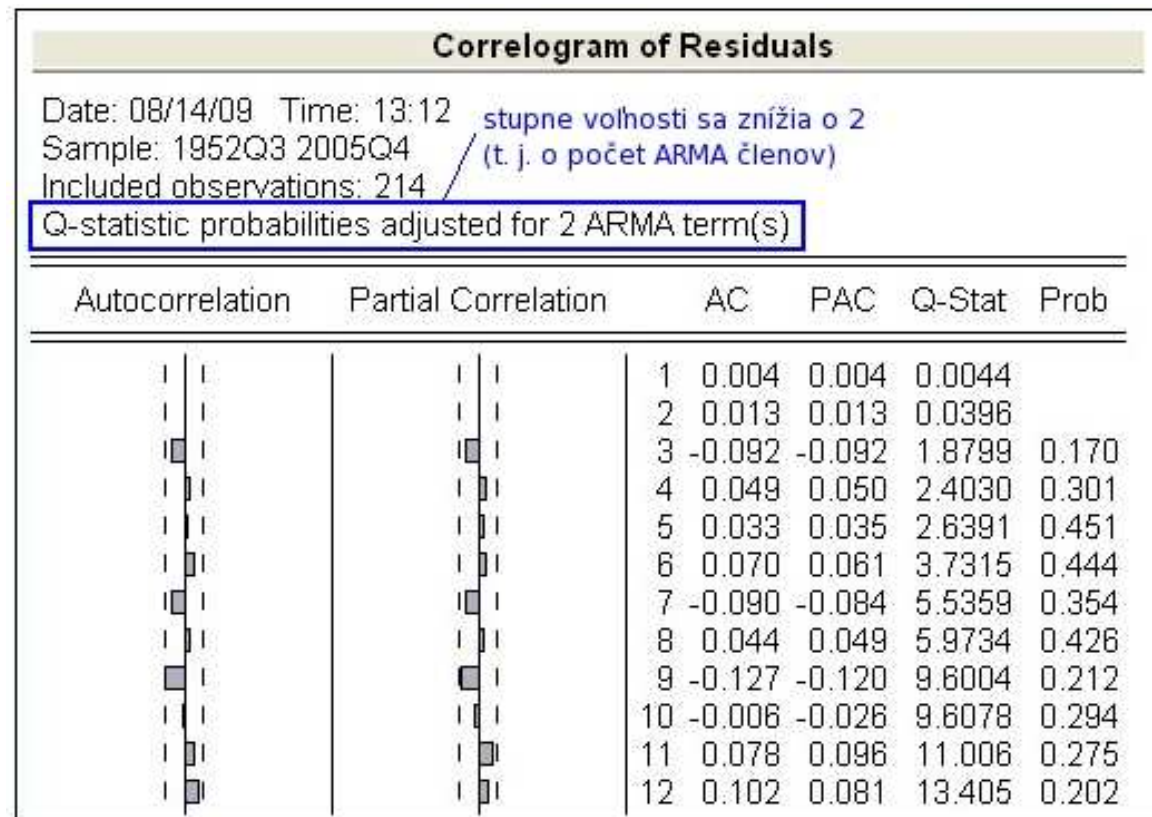 Correlogram of Residuals
Date: 08/14/09 Time: 13:12
stupne voľnosti sa znížia o 2
Sample: 1952Q3 2005Q4
(t. j. o počet ARMA členov)
Included observations: 214
Q-statistic probabilities adjusted for 2 ARMA term(s)
Autocorrelation Partial Correlation AC PAC Q-Stat Prob
1 0.004 0.004 0.0044
2 0.013 0.013 0.0396
3 -0.092 -0.092 1.8799 0.170
4 0.049 0.050 2.4030 0.301
5 0.033 0.035 2.6391 0.451
6 0.070 0.061 3.7315 0.444
7 -0.090 -0.084 5.5359 0.354
8 0.044 0.049 5.9734 0.426
9 -0.127 -0.120 9.6004 0.212
10 -0.006 -0.026 9.6078 0.294
11 0.078 0.096 11.006 0.275
12 0.102 0.081 13.405 0.202